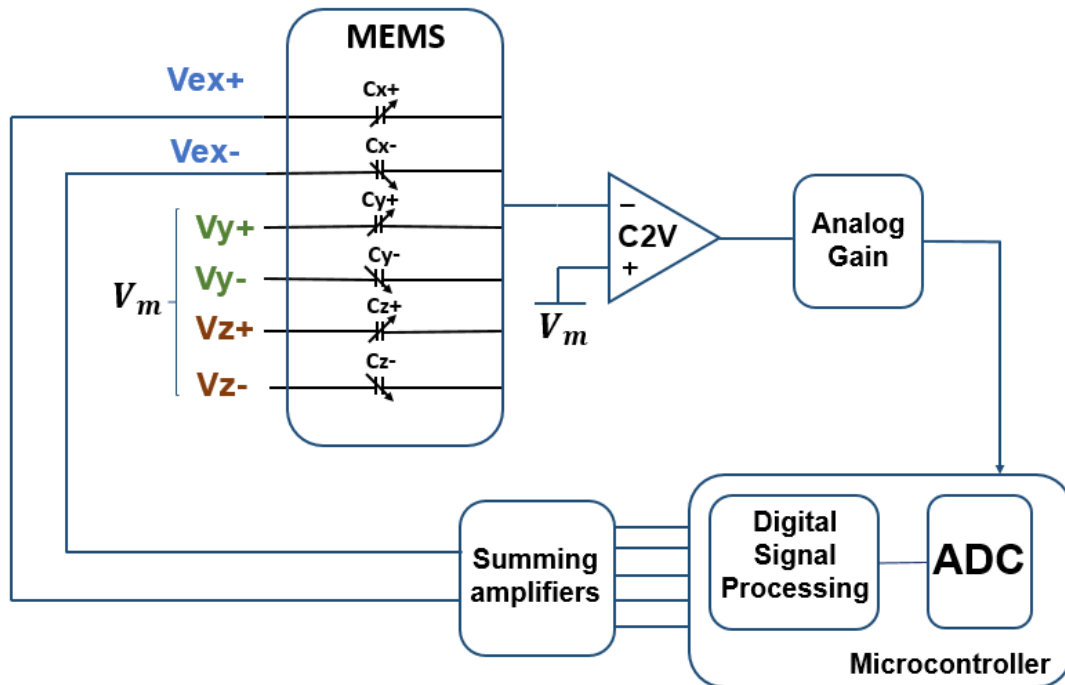 MEMS
Vex+
Cx+
Vex-
Cx-
Vy+
Cy+
Vy-
Cy-
Vm
Vz+
Cz+
Vz-
Cz-
−
C2V
+
Vm
Analog
Gain
Summing
amplifiers
Digital
Signal
Processing
ADC
Microcontroller